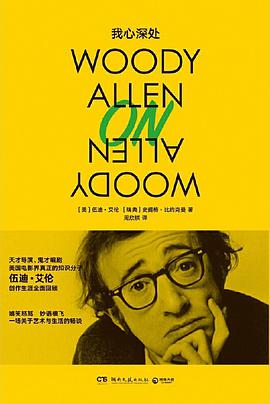 我心深处
WOODY
ALLEN
ON
ALLEN
WOODY
[美]伍迪·艾伦 [瑞典]史提格·比约克曼 著
周欣祺 译
天才导演、鬼才编剧
美国电影界真正的知识分子
伍迪·艾伦
创作生涯全面回顾
嬉笑怒骂 妙语横飞
一场关于艺术与生活的畅谈
湖南文艺出版社